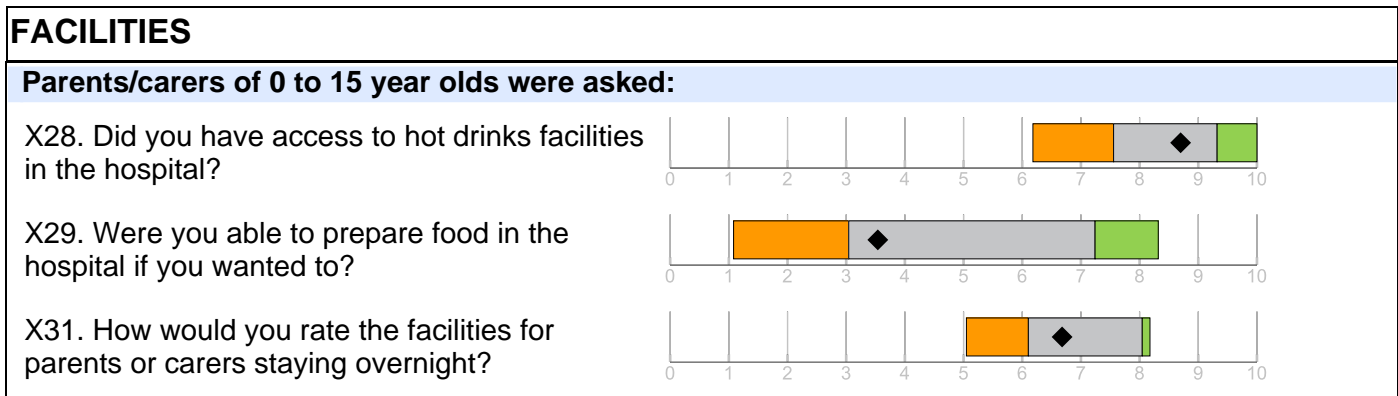 FACILITIES
Parents/carers of 0 to 15 year olds were asked:
X28. Did you have access to hot drinks facilities
in the hospital?
0 1 2 3 4 5 6 7 8 9 10
X29. Were you able to prepare food in the
hospital if you wanted to?
0 1 2 3 4 5 6 7 8 9 10
X31. How would you rate the facilities for
parents or carers staying overnight?
0 1 2 3 4 5 6 7 8 9 10